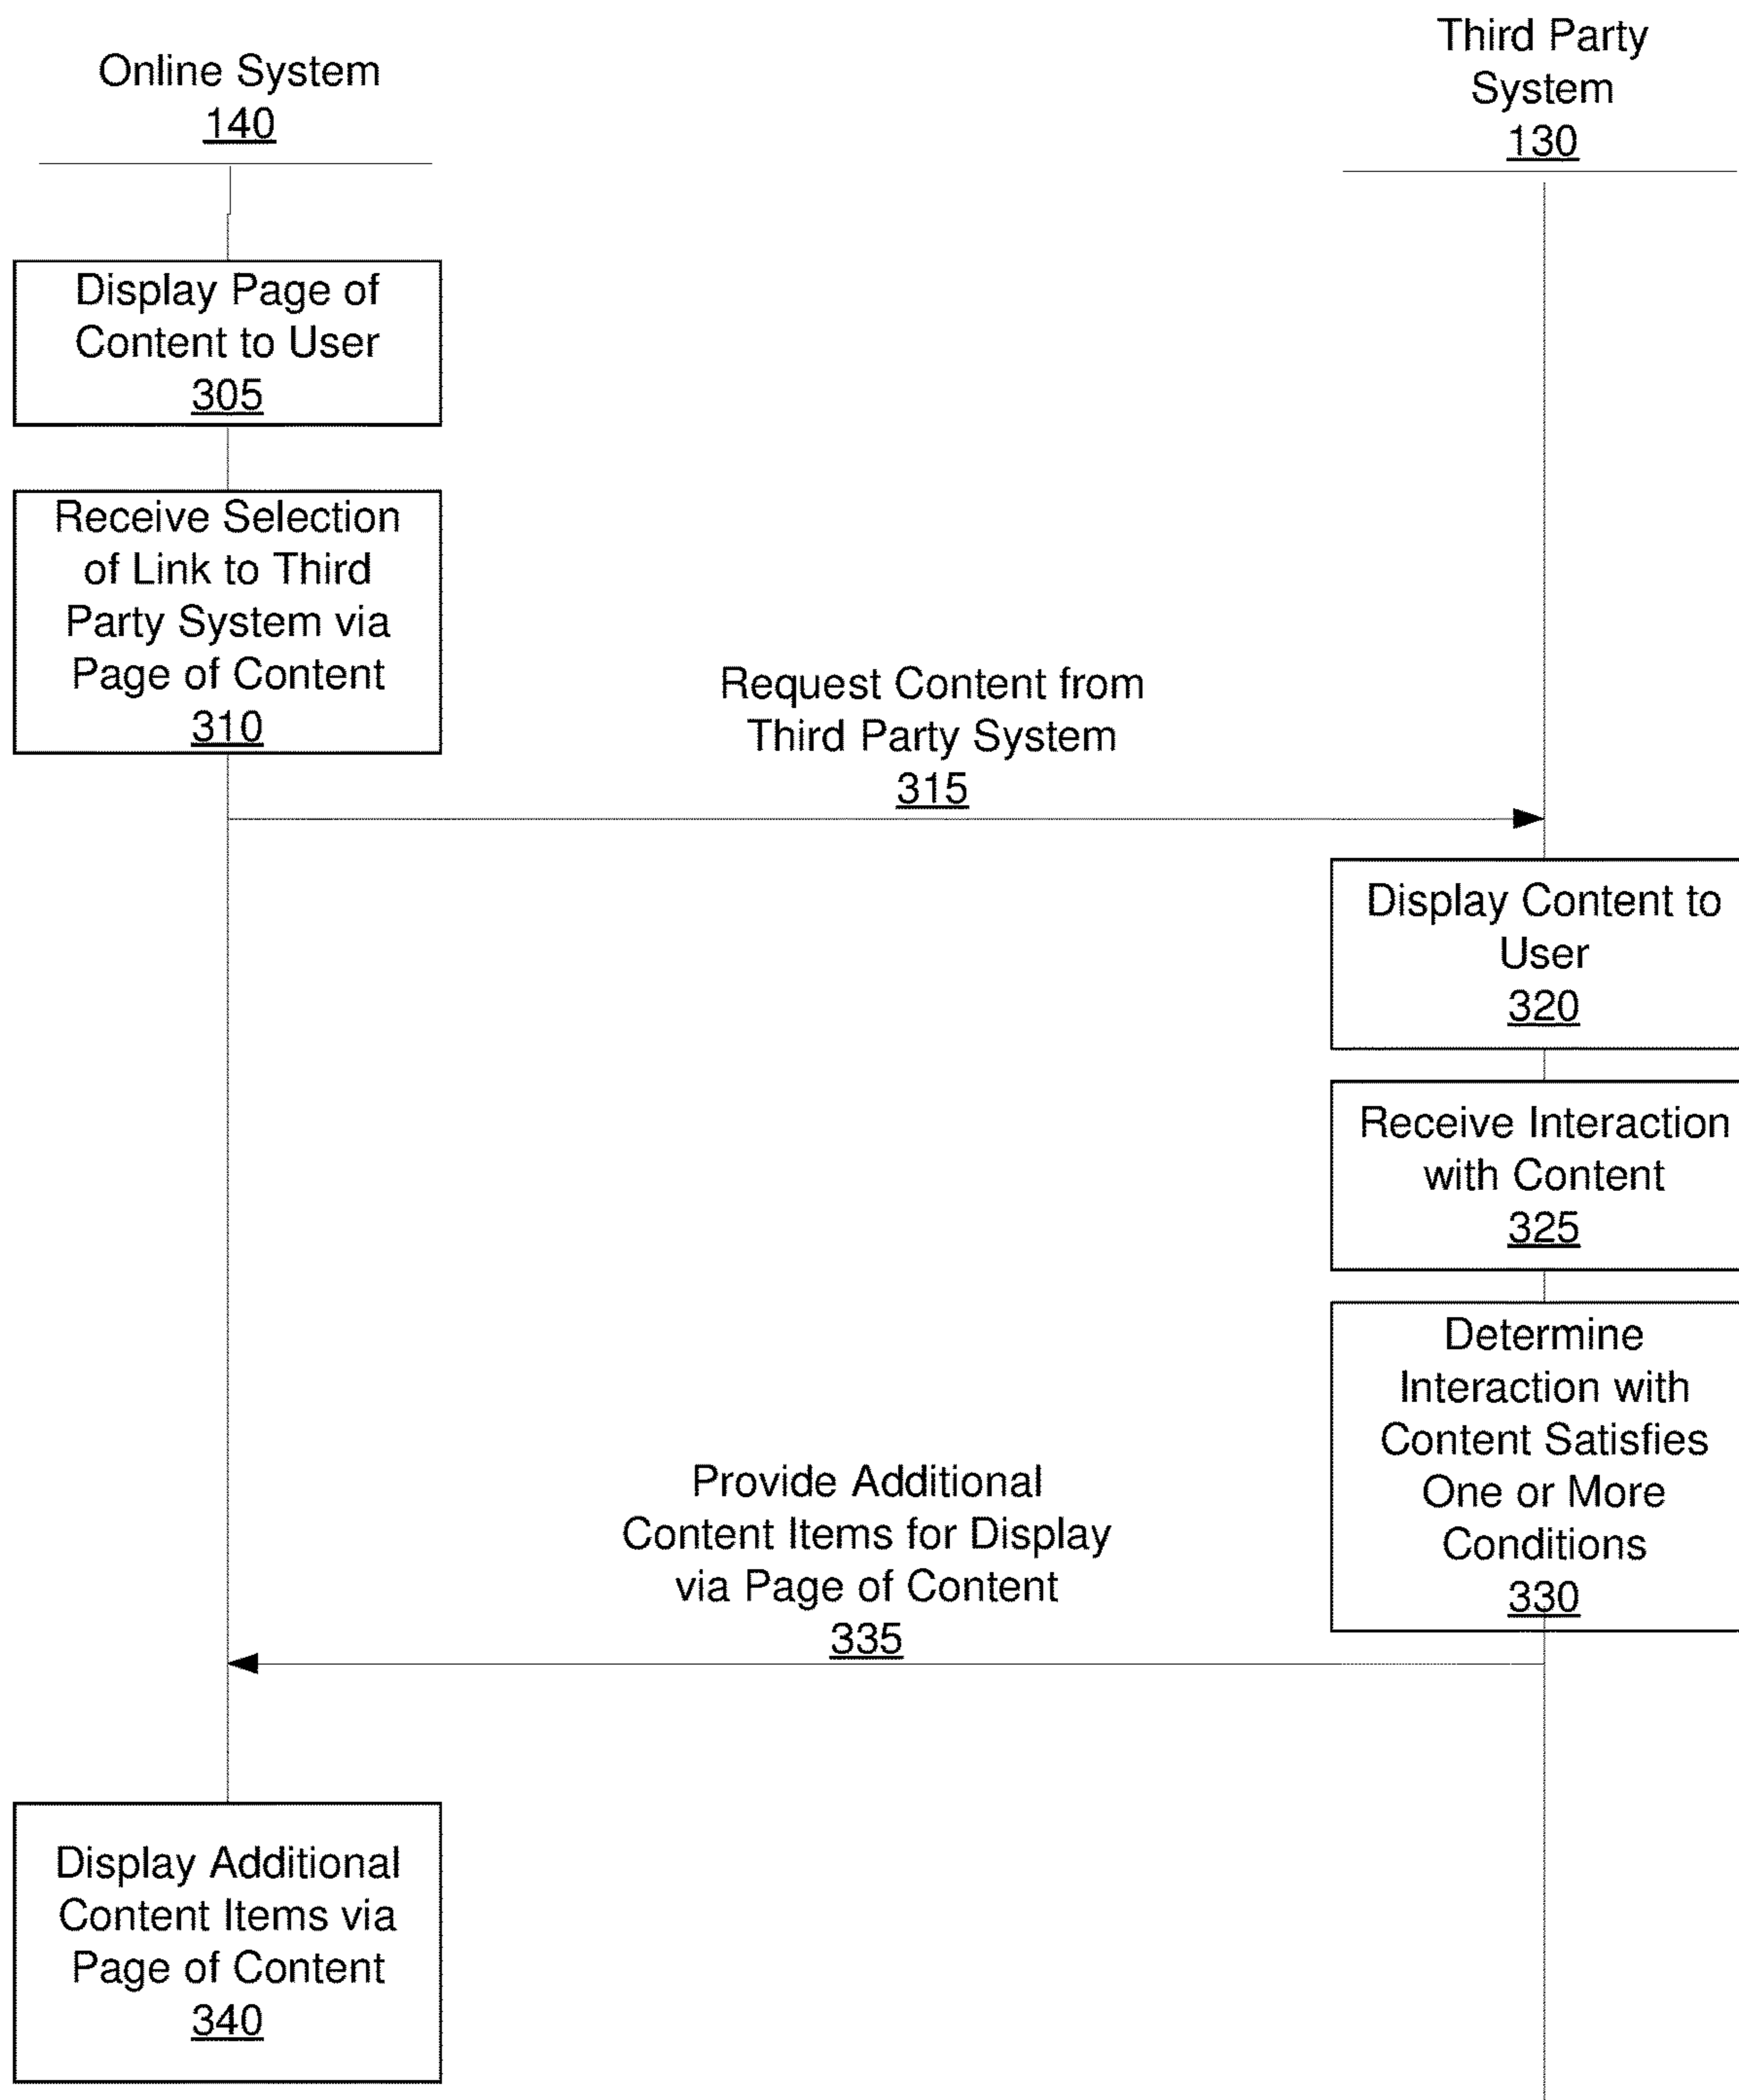 Online System
140
Third Party
System
130
Display Page of
Content to User
305
Receive Selection
of Link to Third
Party System via
Page of Content
310
Request Content from
Third Party System
315
Display Content to
User
320
Receive Interaction
with Content
325
Determine
Interaction with
Content Satisfies
One or More
Conditions
330
Provide Additional
Content Items for Display
via Page of Content
335
Display Additional
Content Items via
Page of Content
340